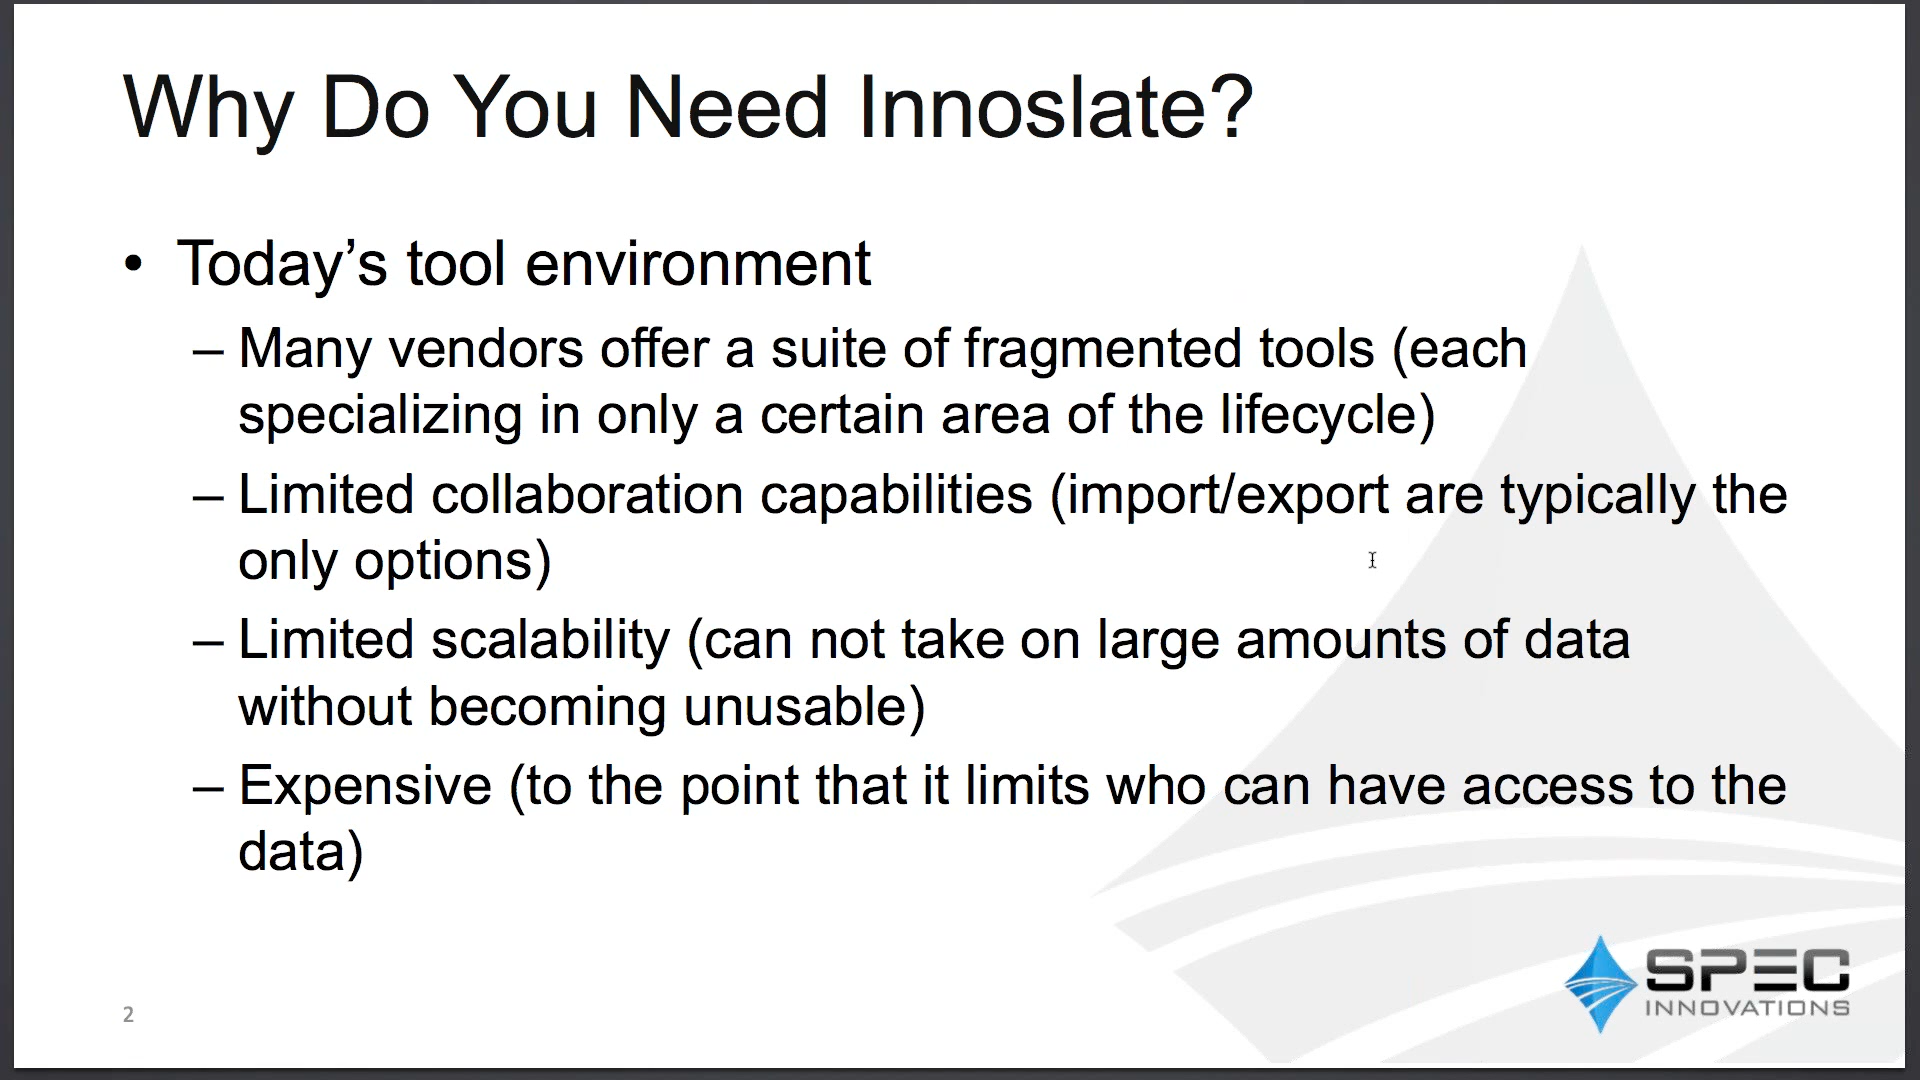 Why Do You Need Innoslate?
• Today’s tool environment
– Many vendors offer a suite of fragmented tools (each
specializing in only a certain area of the lifecycle)
– Limited collaboration capabilities (import/export are typically the
only options)
– Limited scalability (can not take on large amounts of data
without becoming unusable)
– Expensive (to the point that it limits who can have access to the
data)
2
SPEC
INNOVATIONS